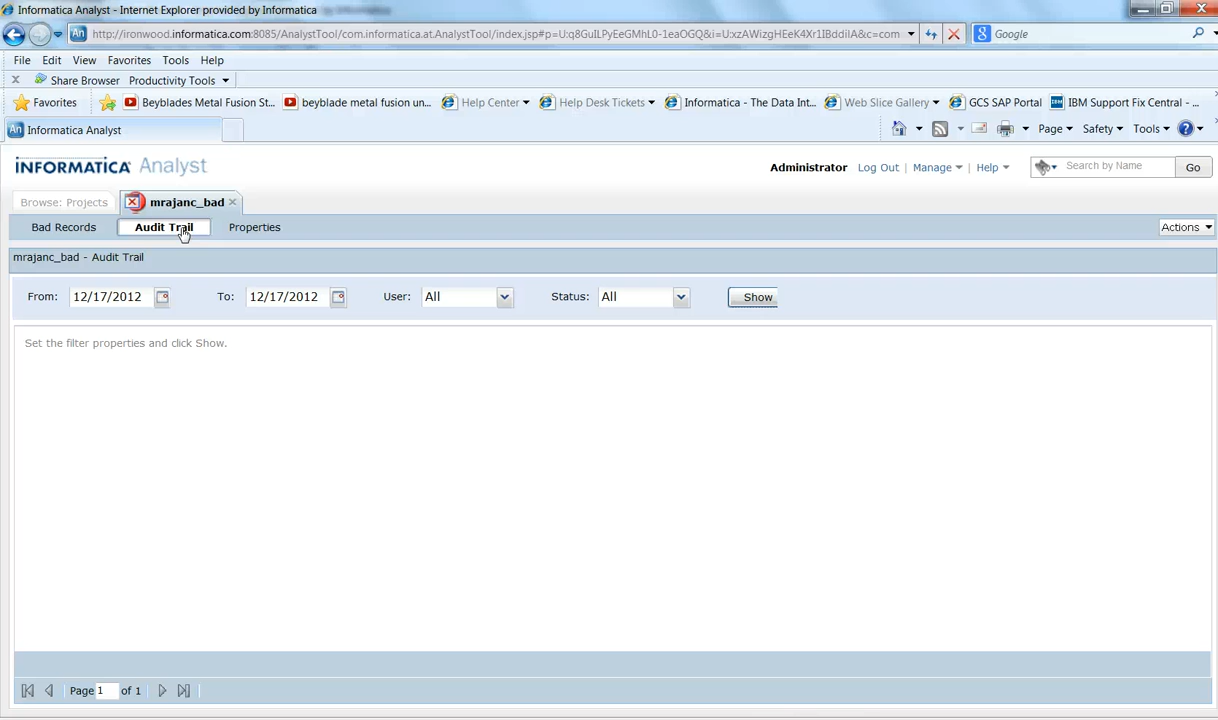 Informatica Analyst - Internet Explorer provided by Informatica
http://ironwood.informatica.com:8085/AnalystTool/com.informatica.at.AnalystTool/index.jsp#p=U:q8GuILPyEeGMhL0-1eaOGQ&i=U:xzAWizgHEeK4Xr1IBddiIA&c=com
Google
File Edit View Favorites Tools Help
Share Browser Productivity Tools
Favorites Beyblades Metal Fusion St... beyblade metal fusion un... Help Center Help Desk Tickets Informatica - The Data Int... Web Slice Gallery GCS SAP Portal IBM Support Fix Central - ...
An Informatica Analyst Page Safety Tools
INFORMATICA Analyst Administrator Log Out Manage Help Search by Name Go
Browse: Projects mrajanc_bad
Bad Records Audit Trail Properties Actions
mrajanc_bad - Audit Trail
From: 12/17/2012 To: 12/17/2012 User: All Status: All Show
Set the filter properties and click Show.
Page 1 of 1